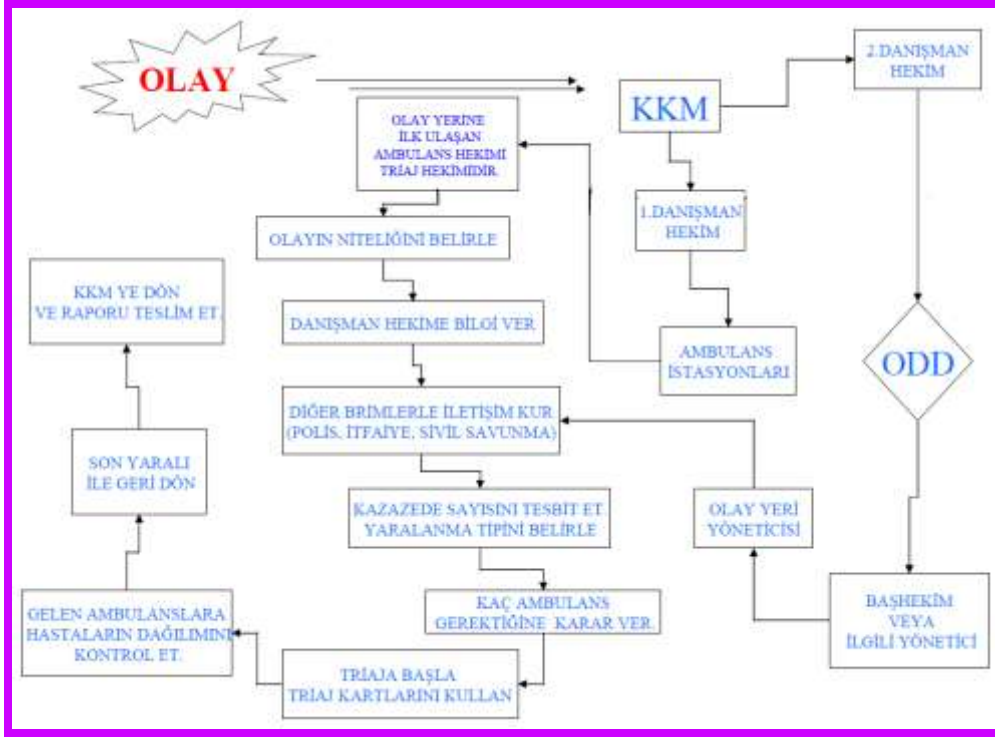 OLAY
KKM
2.DANIŞMAN
HEKİM
OLAY YERİNE
İLK ULAŞAN
AMBULANS HEKİMİ
TRİAJ HEKİMİDİR.
1.DANIŞMAN
HEKİM
OLAYIN NİTELİĞİNİ BELİRLE
KKM YE DÖN
VE RAPORU TESLİM ET.
DANIŞMAN HEKİME BİLGİ VER
AMBULANS
İSTASYONLARI
ODD
DİĞER BRİMLERLE İLETİŞİM KUR
(POLİS, İTFAİYE, SİVİL SAVUNMA)
SON YARALI
İLE GERİ DÖN
KAZAZEDE SAYISINI TESBİT ET.
YARALANMA TİPİNİ BELİRLE
OLAY YERİ
YÖNETİCİSİ
GELEN AMBULANSLARA
HASTALARIN DAĞILIMINI
KONTROL ET.
KAÇ AMBULANS
GEREKTİĞİNE KARAR VER.
BAŞHEKİM
VEYA
İLGİLİ YÖNETİCİ
TRİAJA BAŞLA
TRİAJ KARTLARINI KULLAN